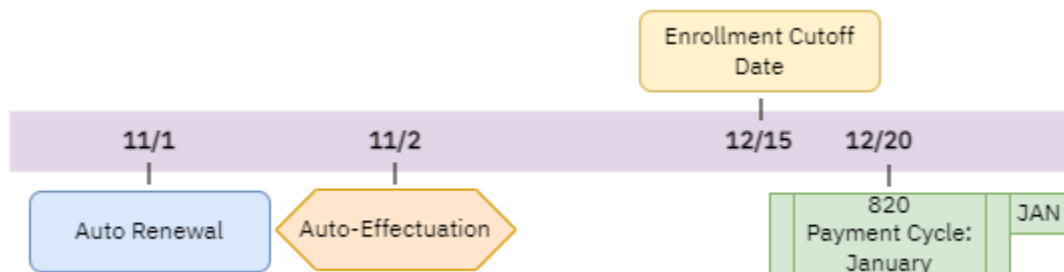 Enrollment Cutoff
Date
11/1
11/2
12/15
12/20
Auto Renewal
Auto-Effectuation
820
Payment Cycle:
January
JAN